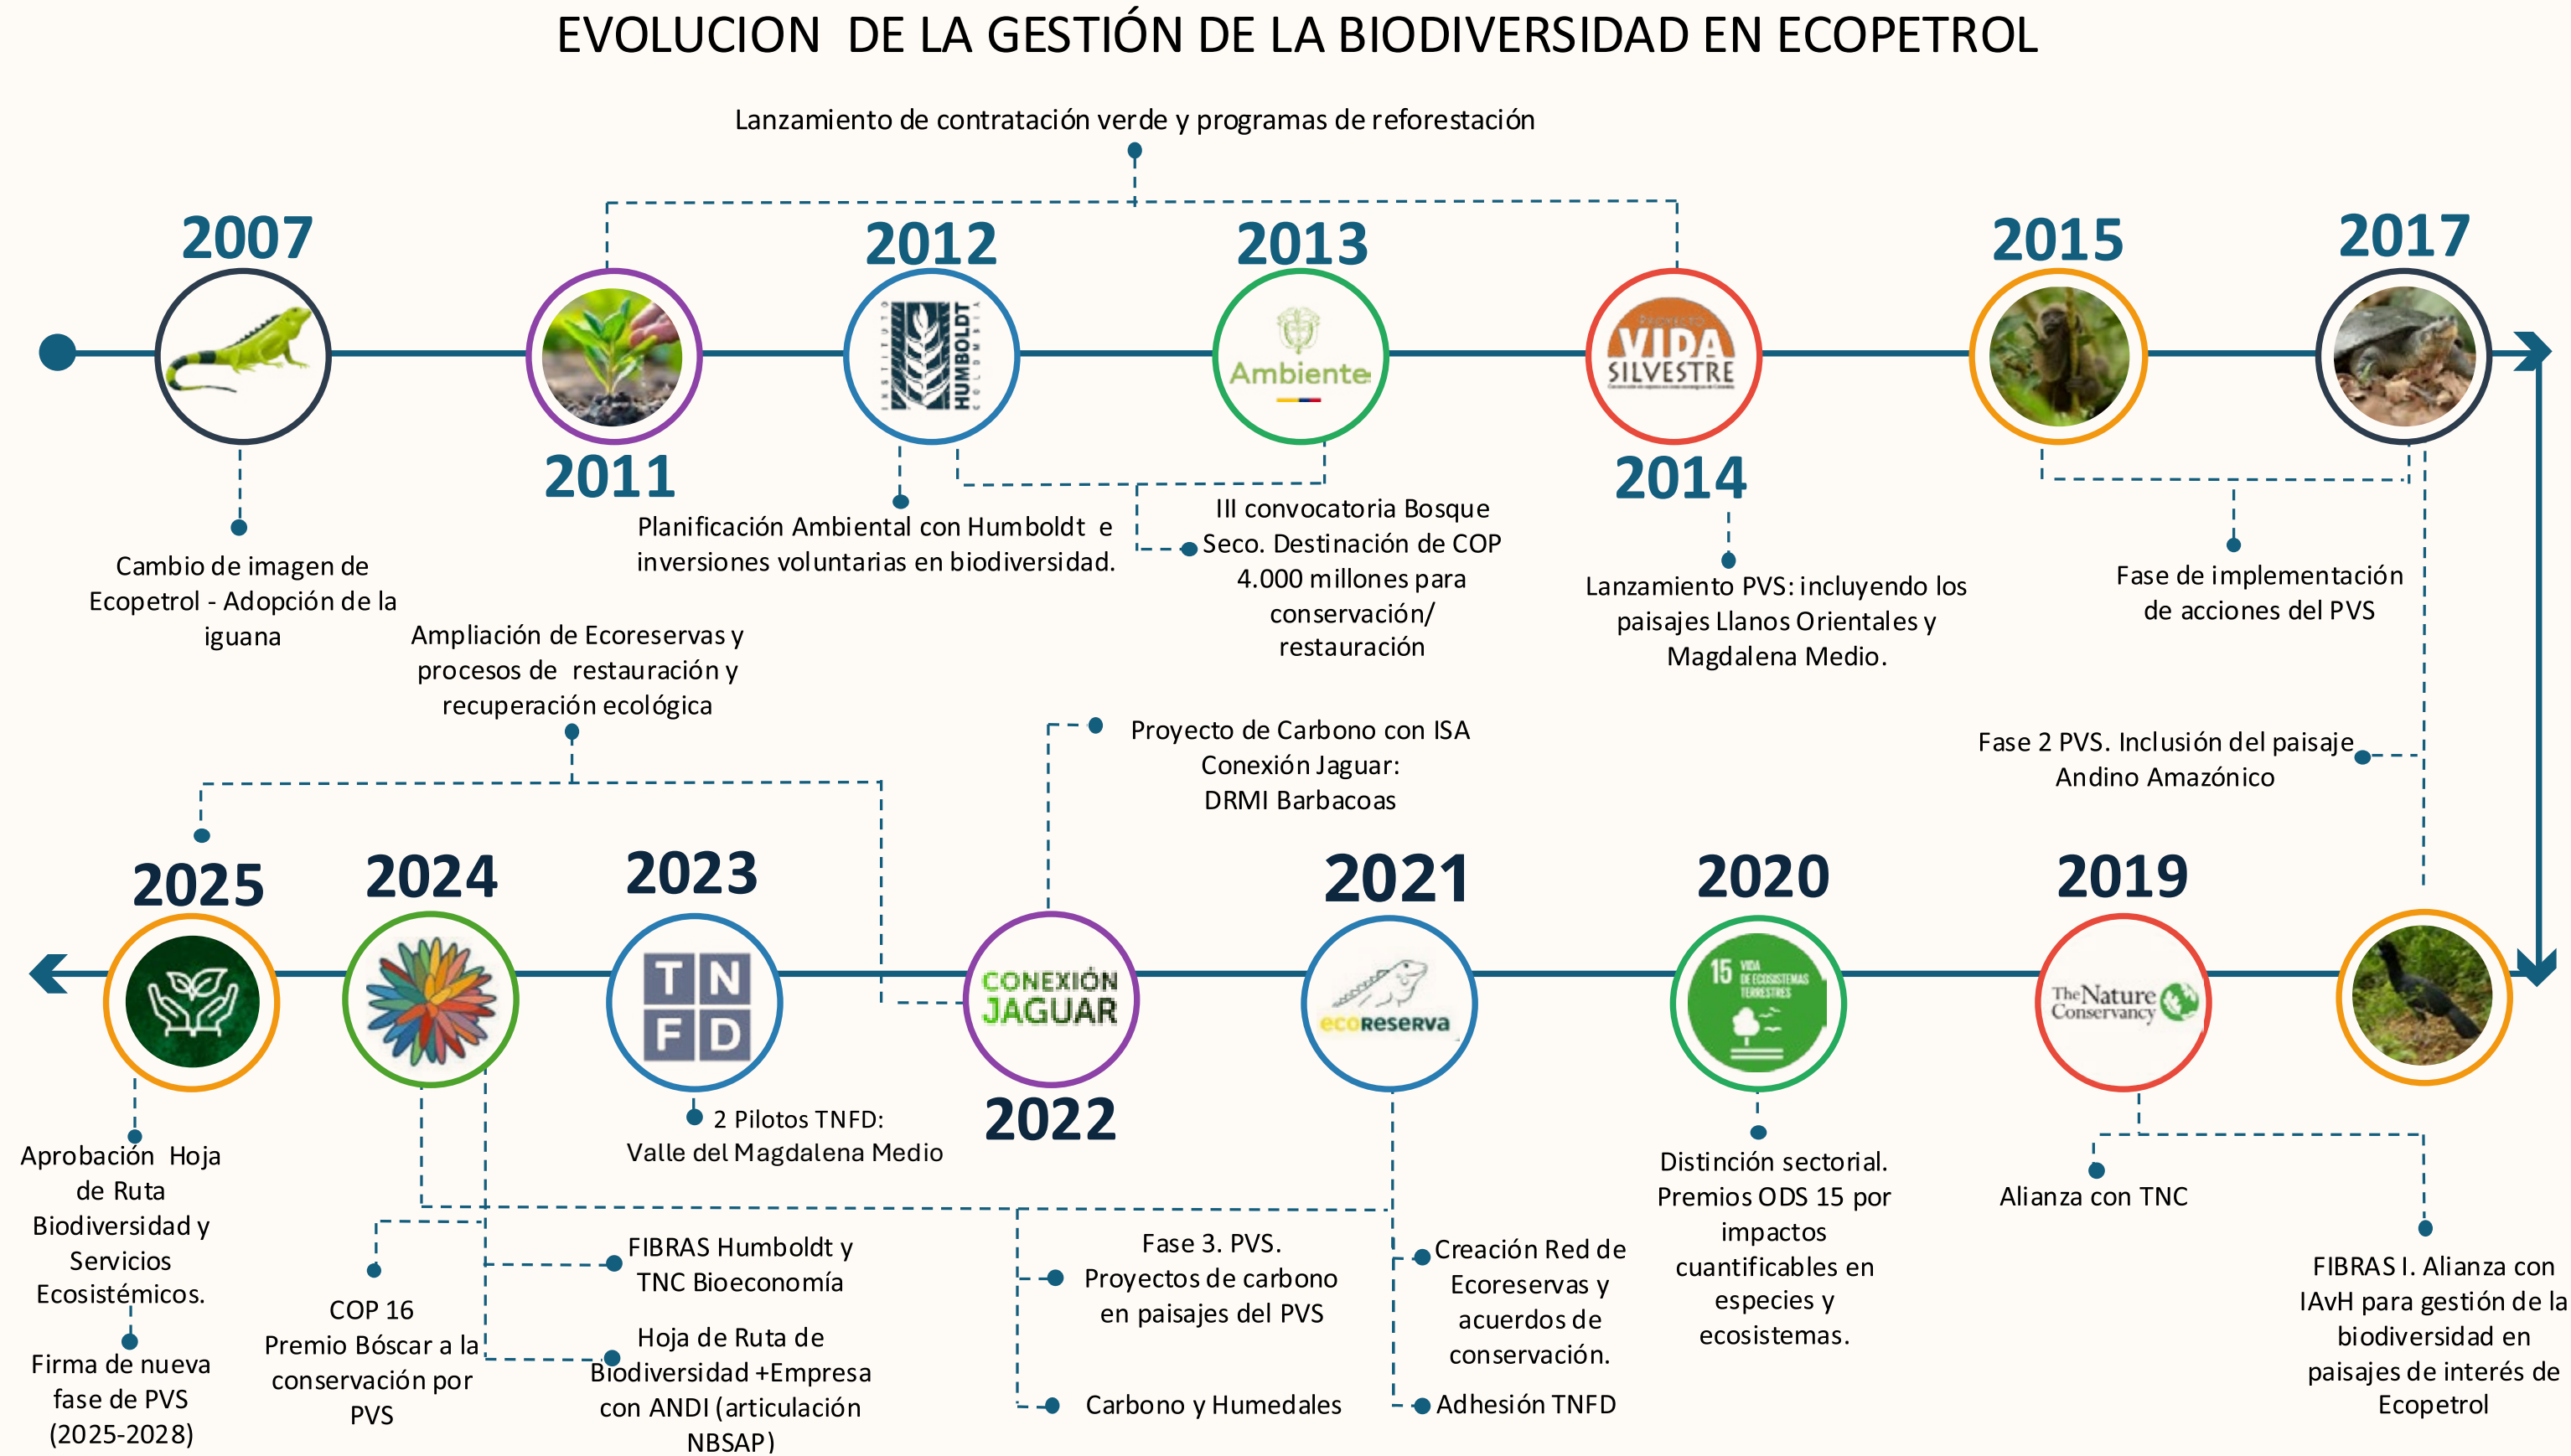 EVOLUCION DE LA GESTIÓN DE LA BIODIVERSIDAD EN ECOPETROL
Lanzamiento de contratación verde y programas de reforestación
2007
2012
2013
2015
2017
INSTITUTO
HUMBOLDT
COLOMBIA
Ambiente
PROYECTO
VIDA
SILVESTRE
2011
2014
Cambio de imagen de
Ecopetrol - Adopción de la
iguana
Planificación Ambiental con Humboldt e
inversiones voluntarias en biodiversidad.
III convocatoria Bosque
Seco. Destinación de COP
4.000 millones para
conservación/
restauración
Lanzamiento PVS: incluyendo los
paisajes Llanos Orientales y
Magdalena Medio.
Fase de implementación
de acciones del PVS
Ampliación de Ecoreservas y
procesos de restauración y
recuperación ecológica
Proyecto de Carbono con ISA
Conexión Jaguar:
DRMI Barbacoas
Fase 2 PVS. Inclusión del paisaje
Andino Amazónico
2025
2024
2023
2021
2020
2019
TN
FD
CONEXIÓN
JAGUAR
ecoRESERVA
15 VIDA
DE ECOSISTEMAS
TERRESTRES
The Nature
Conservancy
2022
Aprobación Hoja
de Ruta
Biodiversidad y
Servicios
Ecosistémicos.
Firma de nueva
fase de PVS
(2025-2028)
COP 16
Premio Bóscar a la
conservación por
PVS
2 Pilotos TNFD:
Valle del Magdalena Medio
FIBRAS Humboldt y
TNC Bioeconomía
Hoja de Ruta de
Biodiversidad +Empresa
con ANDI (articulación
NBSAP)
Fase 3. PVS.
Proyectos de carbono
en paisajes del PVS
Carbono y Humedales
Creación Red de
Ecoreservas y
acuerdos de
conservación.
Adhesión TNFD
Distinción sectorial.
Premios ODS 15 por
impactos
cuantificables en
especies y
ecosistemas.
Alianza con TNC
FIBRAS I. Alianza con
IAvH para gestión de la
biodiversidad en
paisajes de interés de
Ecopetrol